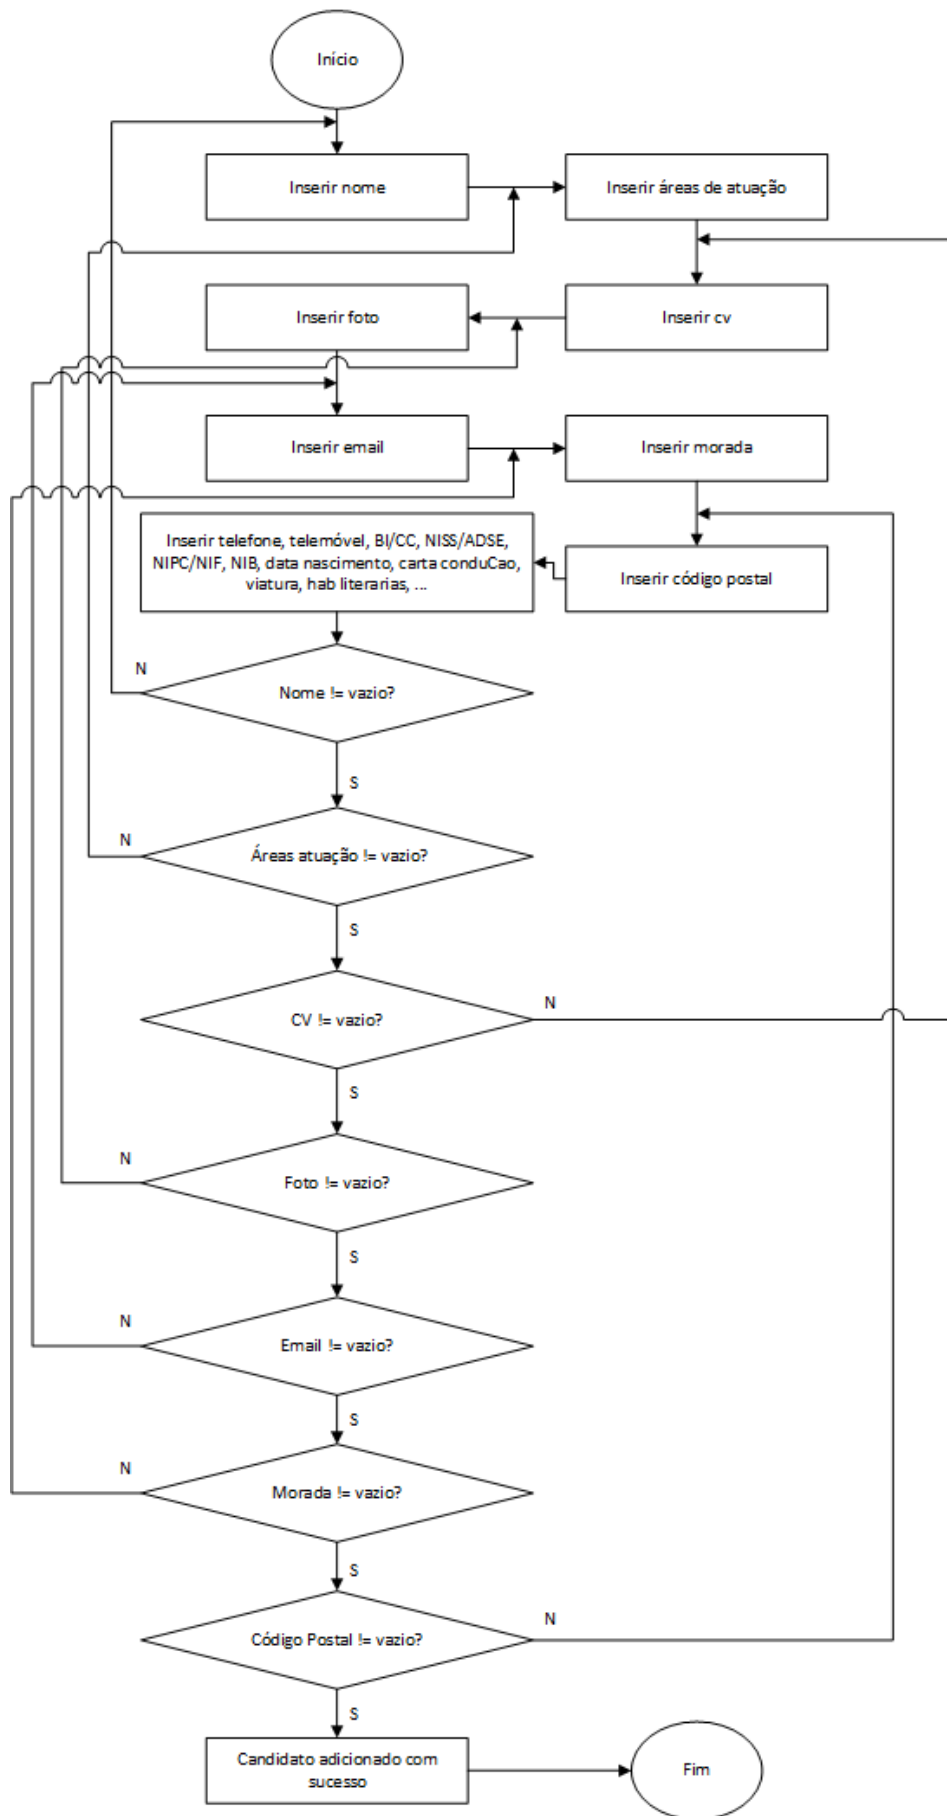 Início
Inserir nome
Inserir áreas de atuação
Inserir foto
Inserir cv
Inserir email
Inserir morada
Inserir telefone, telemóvel, BI/CC, NISS/ADSE,
NIPC/NIF, NIB, data nascimento, carta conduCao,
viatura, hab literarias, ...
Inserir código postal
N
Nome != vazio?
S
N
Áreas atuação != vazio?
S
CV != vazio?
N
S
N
Foto != vazio?
S
N
Email != vazio?
S
N
Morada != vazio?
S
Código Postal != vazio?
N
S
Candidato adicionado com
sucesso
Fim